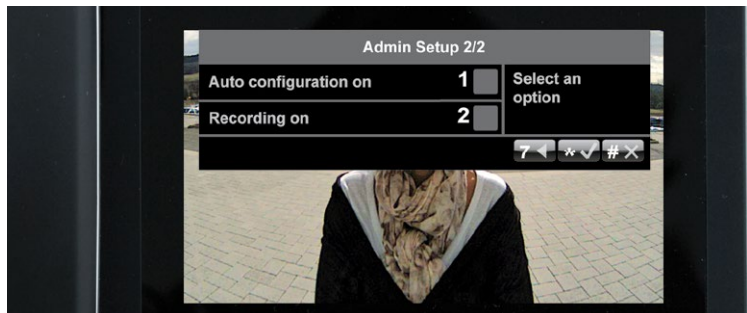 Admin Setup 2/2
Auto configuration on 1
Select an option
Recording on 2
7 * #